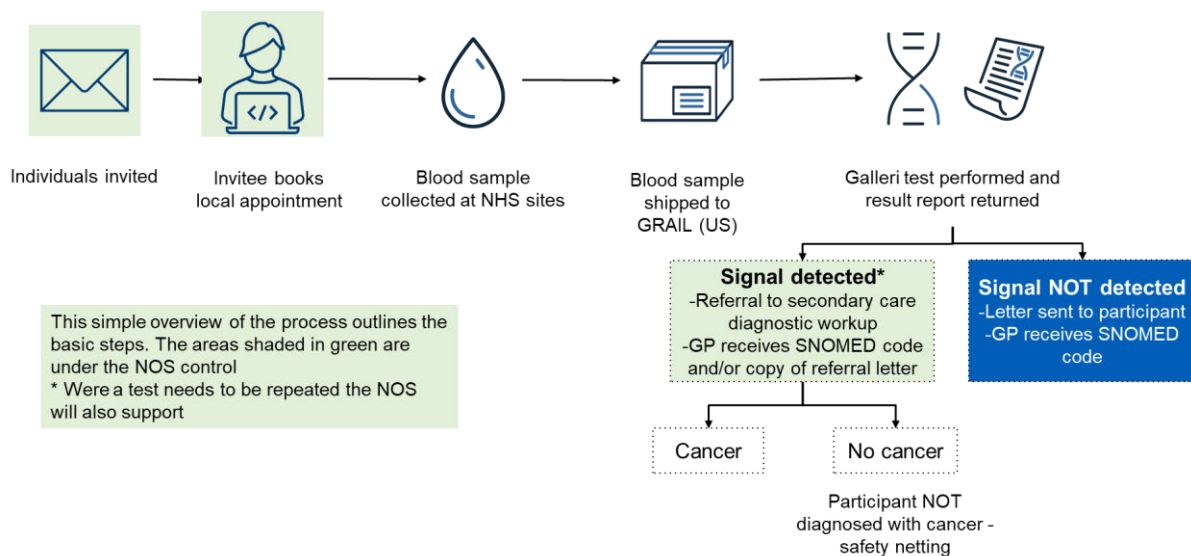 </>
Individuals invited
Invitee books
local appointment
Blood sample
collected at NHS sites
Blood sample
shipped to
GRAIL (US)
Galleri test performed and
result report returned
Signal detected*
-Referral to secondary care
diagnostic workup
-GP receives SNOMED code
and/or copy of referral letter
Signal NOT detected
-Letter sent to participant
-GP receives SNOMED
code
This simple overview of the process outlines the
basic steps. The areas shaded in green are
under the NOS control
* Were a test needs to be repeated the NOS
will also support
Cancer
No cancer
Participant NOT
diagnosed with cancer -
safety netting